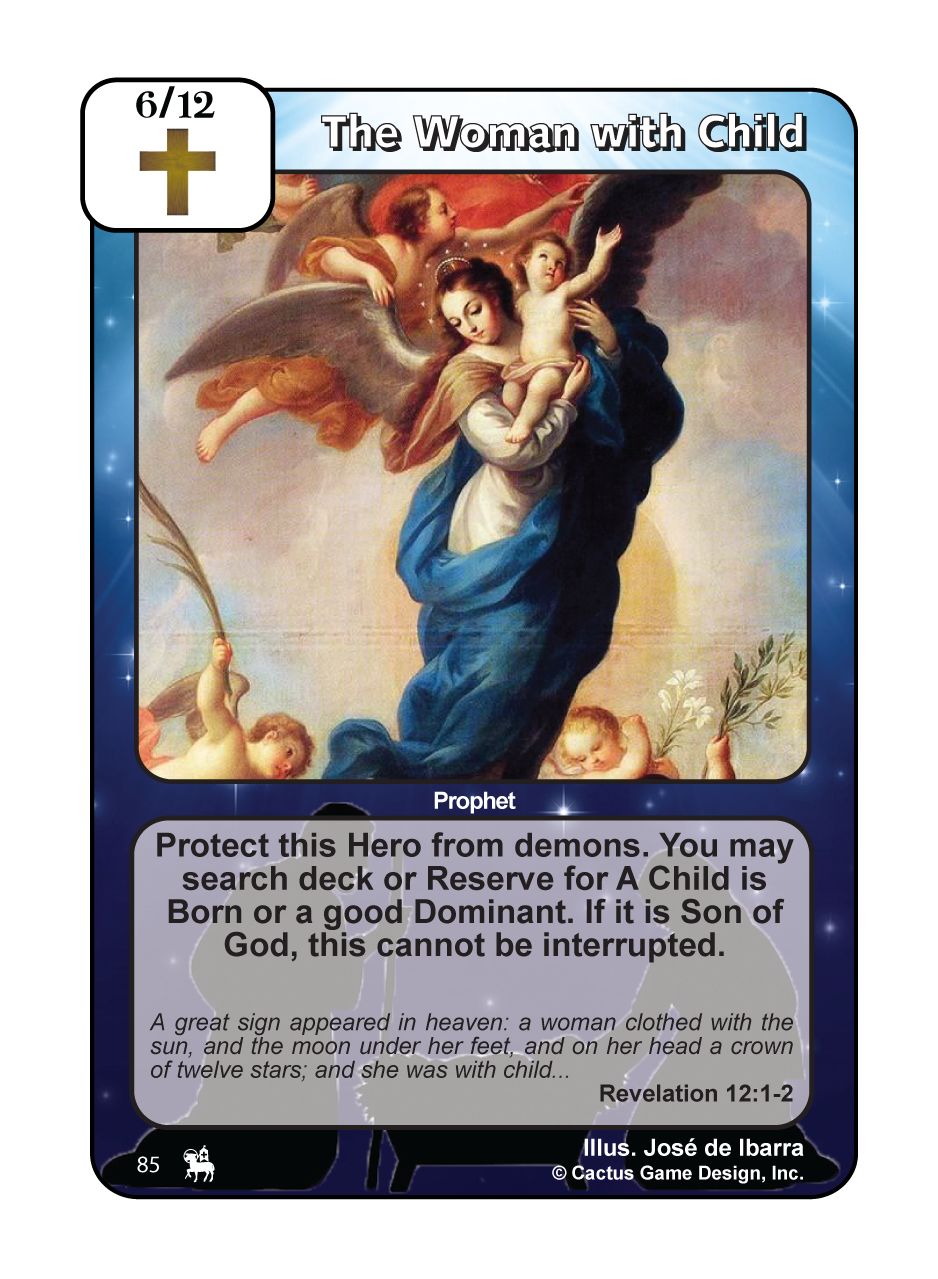 6/12
The Woman with Child
Prophet
Protect this Hero from demons. You may
search deck or Reserve for A Child is
Born or a good Dominant. If it is Son of
God, this cannot be interrupted.
A great sign appeared in heaven: a woman clothed with the
sun, and the moon under her feet, and on her head a crown
of twelve stars; and she was with child...
Revelation 12:1-2
85
Illus. José de Ibarra
© Cactus Game Design, Inc.